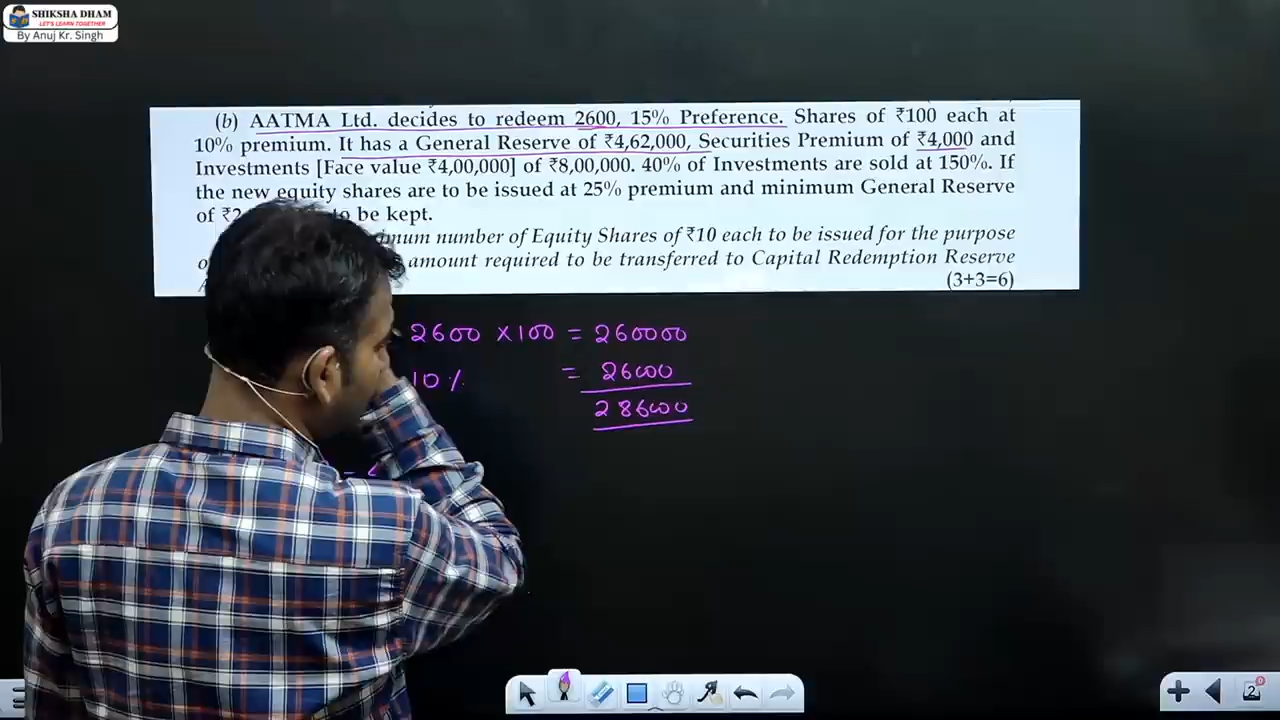 SHIKSHA DHAM
LET'S LEARN TOGETHER
By Anuj Kr. Singh
(b) AATMA Ltd. decides to redeem 2600, 15% Preference. Shares of ₹100 each at
10% premium. It has a General Reserve of ₹4,62,000, Securities Premium of ₹4,000 and
Investments [Face value ₹4,00,000] of ₹8,00,000. 40% of Investments are sold at 150%. If
the new equity shares are to be issued at 25% premium and minimum General Reserve
of to be kept.
number of Equity Shares of ₹10 each to be issued for the purpose
amount required to be transferred to Capital Redemption Reserve
(3+3=6)
2600 × 100 = 260000
10% = 26000
286000
2